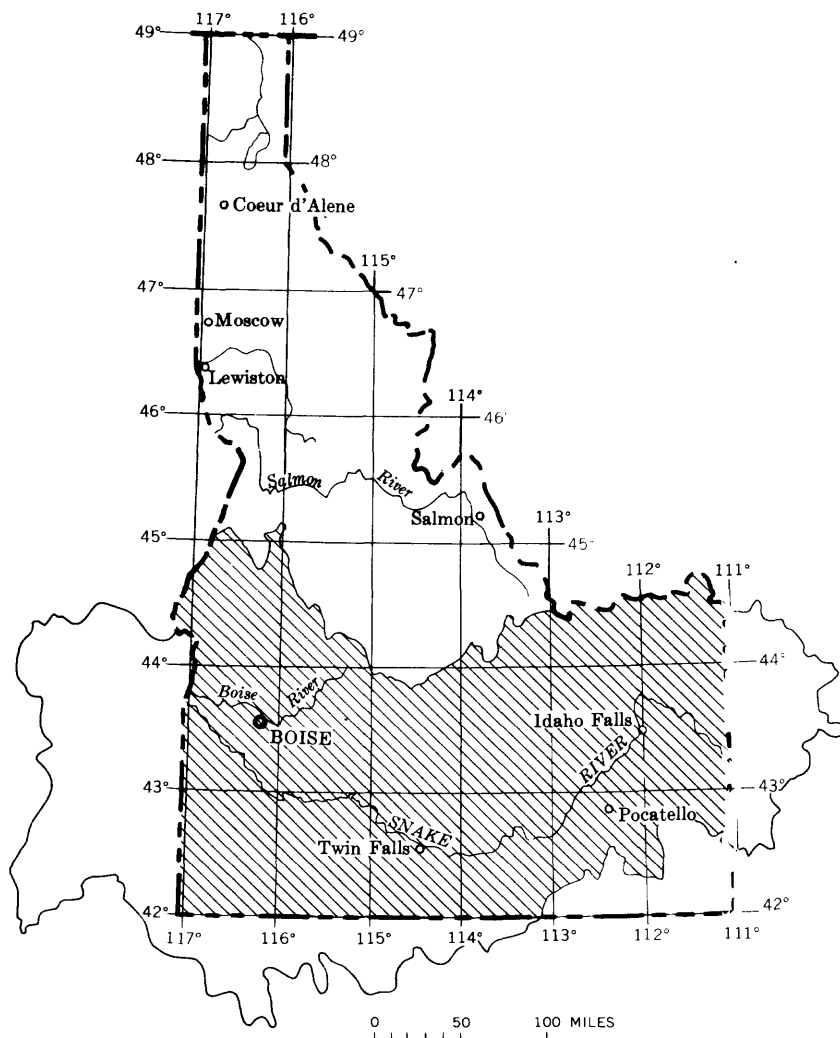 117° 116°
49° 49°
48° 48°
Coeur d'Alene
115°
47° 47°
Moscow
Lewiston
114°
46° 46°
Salmon River
Salmon
113°
45° 45°
112° 111°
44° 44°
Boise River
Idaho Falls
BOISE
RIVER
43° 43°
Pocatello
SNAKE
Twin Falls
42° 42°
117° 116° 115° 114° 113° 112° 111°
0 50 100 MILES